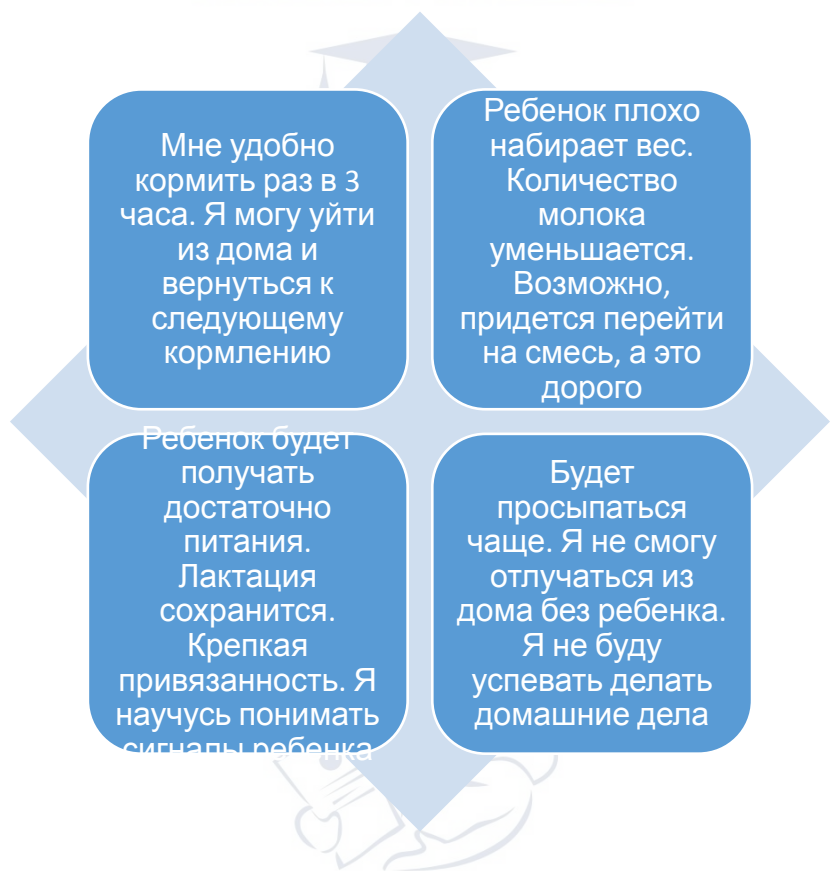 Мне удобно
кормить раз в 3
часа. Я могу уйти
из дома и
вернуться к
следующему
кормлению
Ребенок плохо
набирает вес.
Количество
молока
уменьшается.
Возможно,
придется перейти
на смесь, а это
дорого
Ребенок будет
получать
достаточно
питания.
Лактация
сохранится.
Крепкая
привязанность. Я
научусь понимать
сигналы ребенка
Будет
просыпаться
чаще. Я не смогу
отлучаться из
дома без ребенка.
Я не буду
успевать делать
домашние дела